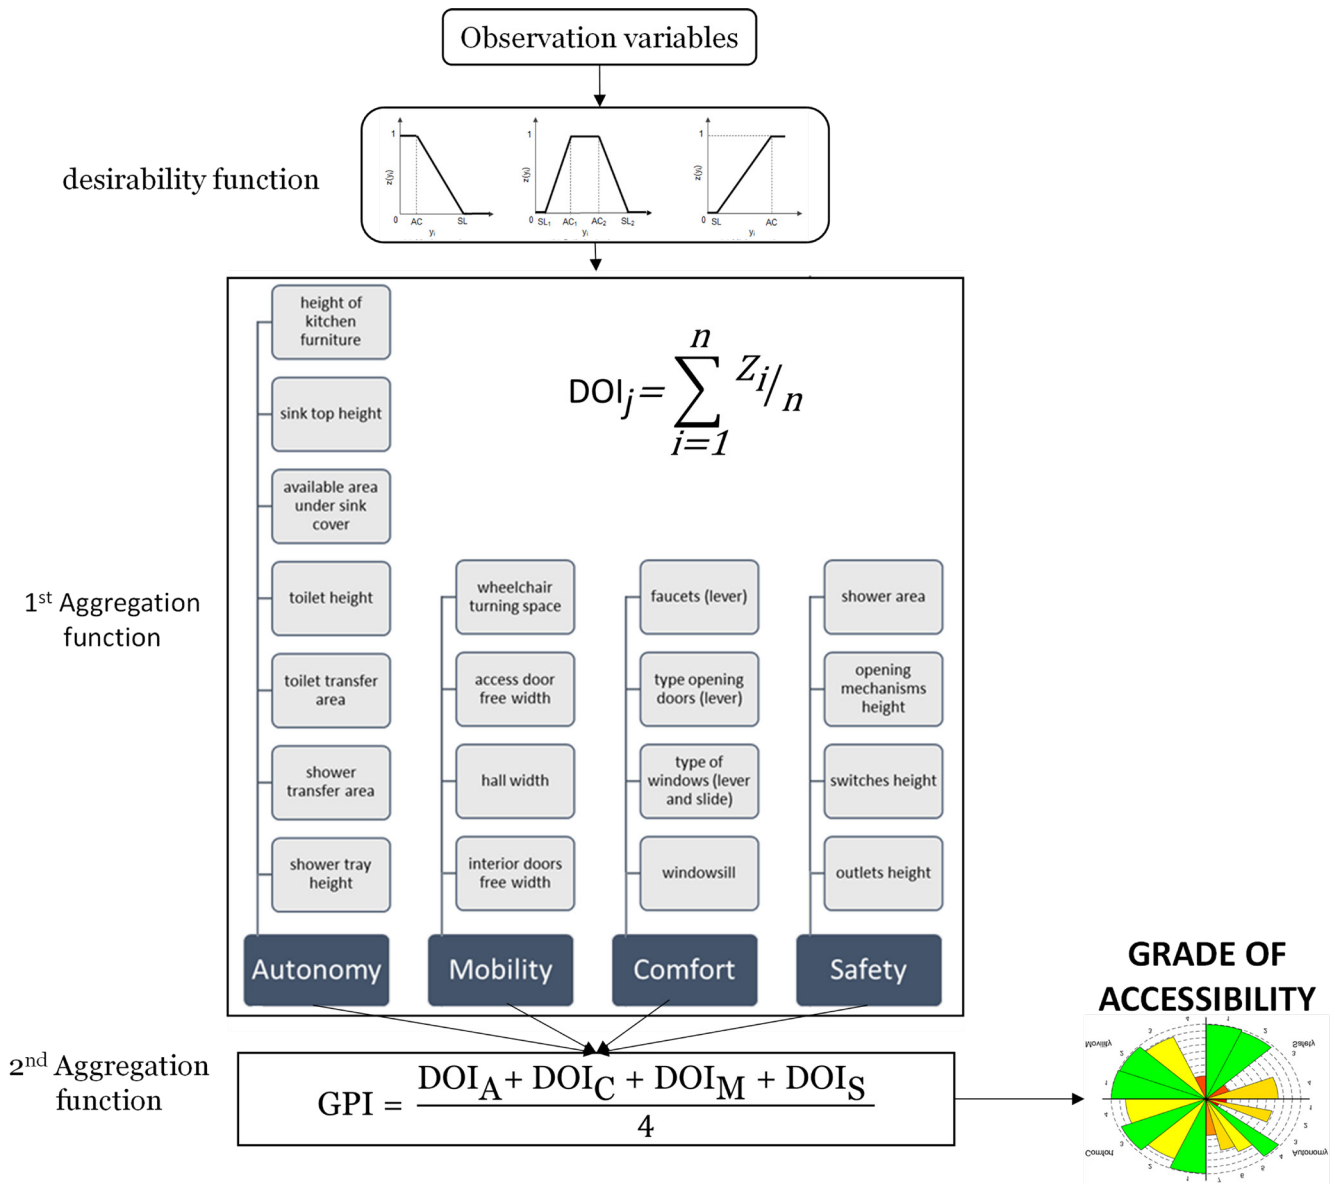 Observation variables
desirability function
1
z(yᵢ)
0
AC
SL
yᵢ
1
z(yᵢ)
0
SL₁
AC₁
AC₂
SL₂
yᵢ
1
z(yᵢ)
0
SL
AC
yᵢ
1st Aggregation
function
DOIj = ∑ n i=1 Zi/n
height of
kitchen
furniture
sink top height
available area
under sink
cover
toilet height
toilet transfer
area
shower
transfer area
shower tray
height
Autonomy
wheelchair
turning space
access door
free width
hall width
interior doors
free width
Mobility
faucets (lever)
type opening
doors (lever)
type of
windows (lever
and slide)
windowsill
Comfort
shower area
opening
mechanisms
height
switches height
outlets height
Safety
2nd Aggregation
function
GPI = DOIA + DOIC + DOIM + DOIS
4
GRADE OF
ACCESSIBILITY
Mobility
Safety
Comfort
Autonomy